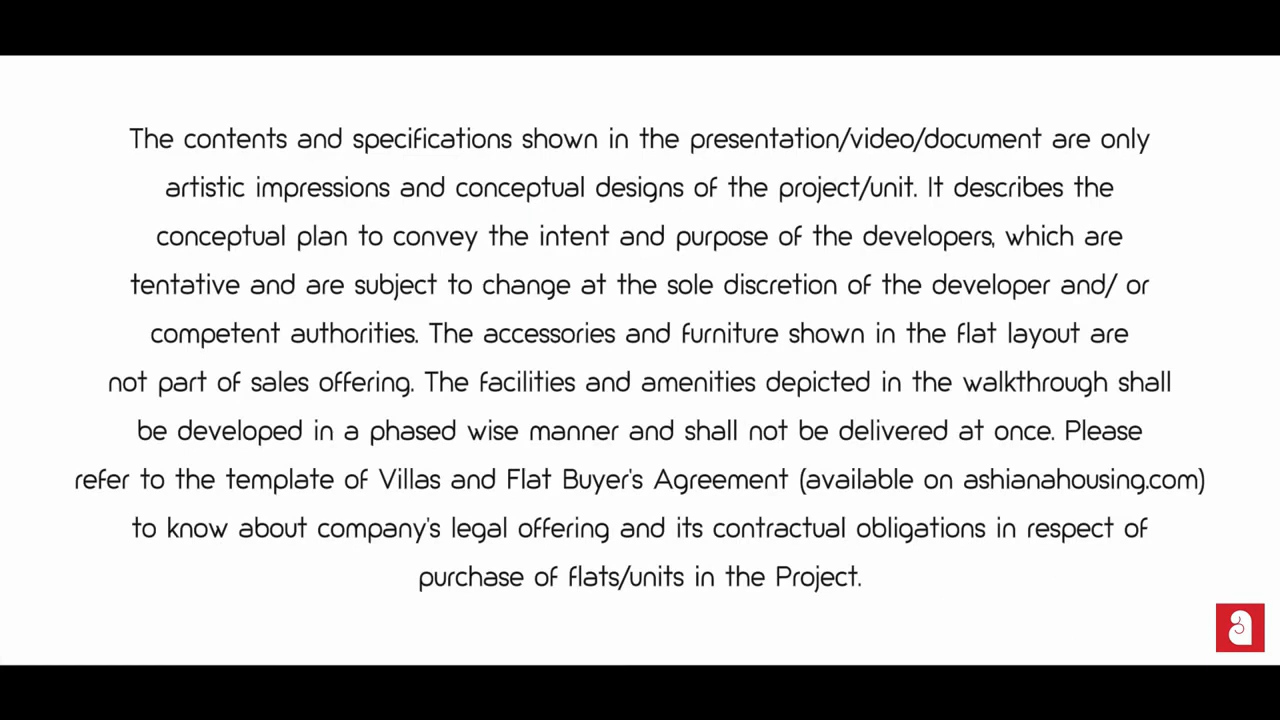 The contents and specifications shown in the presentation/video/document are only
artistic impressions and conceptual designs of the project/unit. It describes the
conceptual plan to convey the intent and purpose of the developers, which are
tentative and are subject to change at the sole discretion of the developer and/ or
competent authorities. The accessories and furniture shown in the flat layout are
not part of sales offering. The facilities and amenities depicted in the walkthrough shall
be developed in a phased wise manner and shall not be delivered at once. Please
refer to the template of Villas and Flat Buyer's Agreement (available on ashianahousing.com)
to know about company's legal offering and its contractual obligations in respect of
purchase of flats/units in the Project.
a